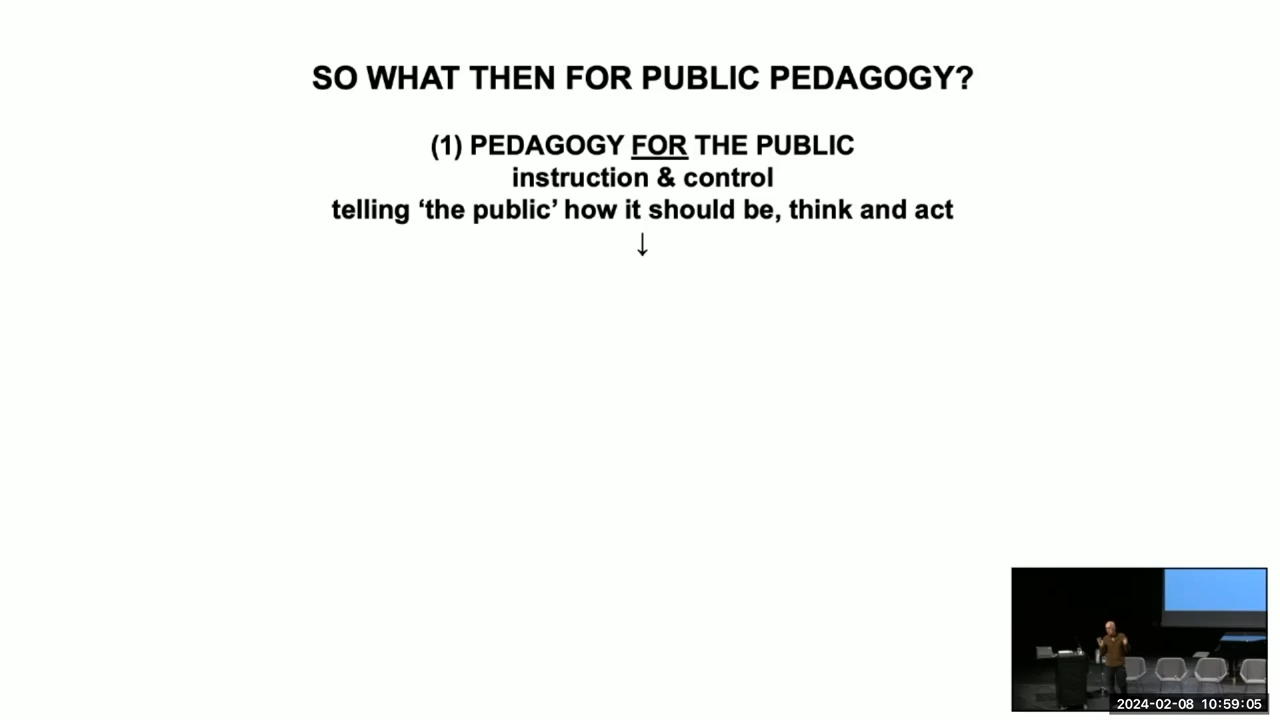 SO WHAT THEN FOR PUBLIC PEDAGOGY?
(1) PEDAGOGY FOR THE PUBLIC
instruction & control
telling ‘the public’ how it should be, think and act
↓
2024-02-08 10:59:05